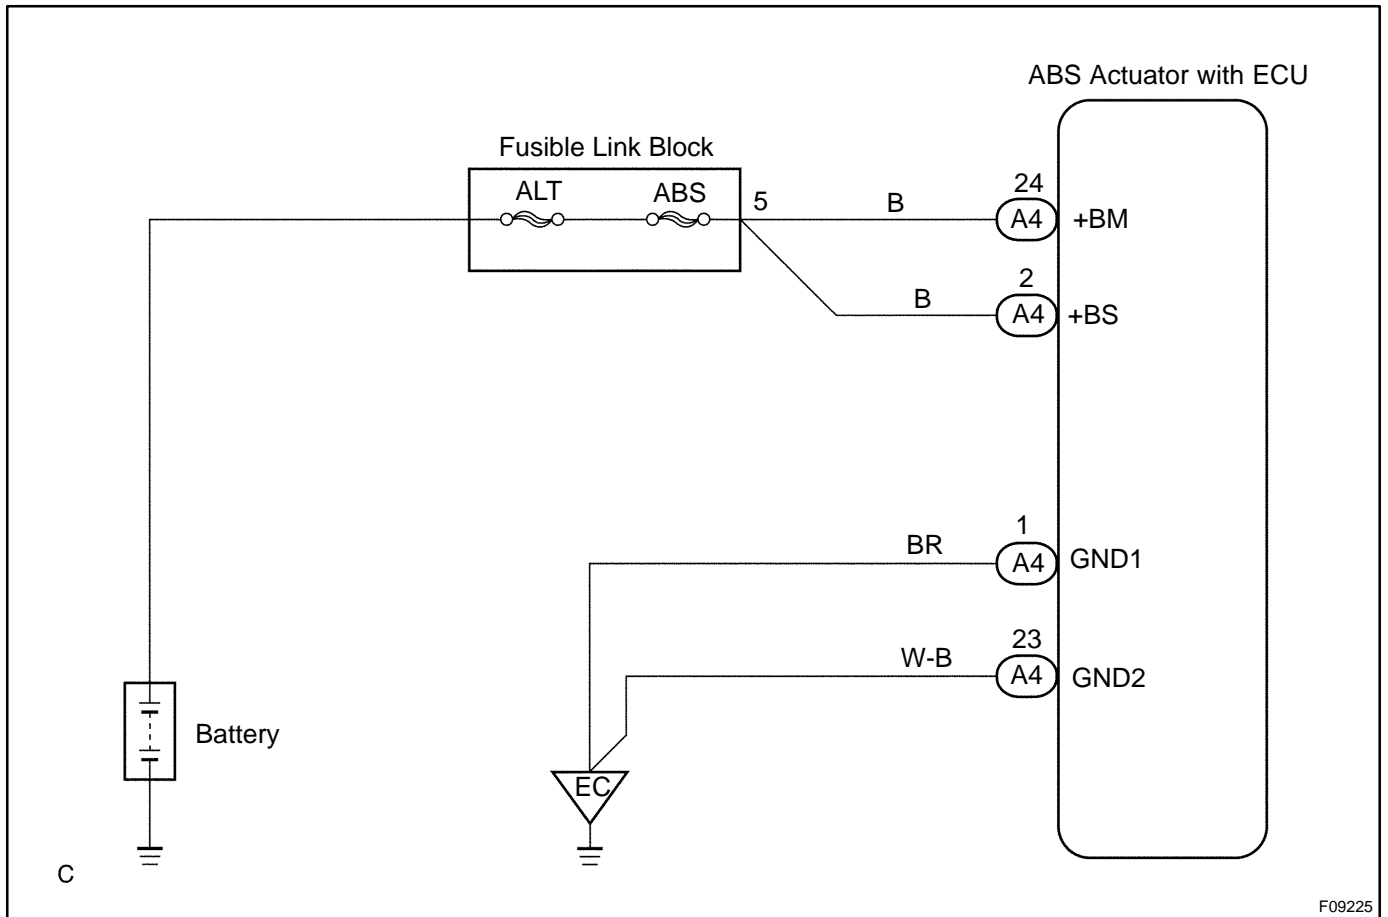 ABS Actuator with ECU
Fusible Link Block
ALT ABS 5 B 24
A4 +BM
B 2
A4 +BS
BR 1
A4 GND1
W-B 23
A4 GND2
Battery
EC
C
F09225